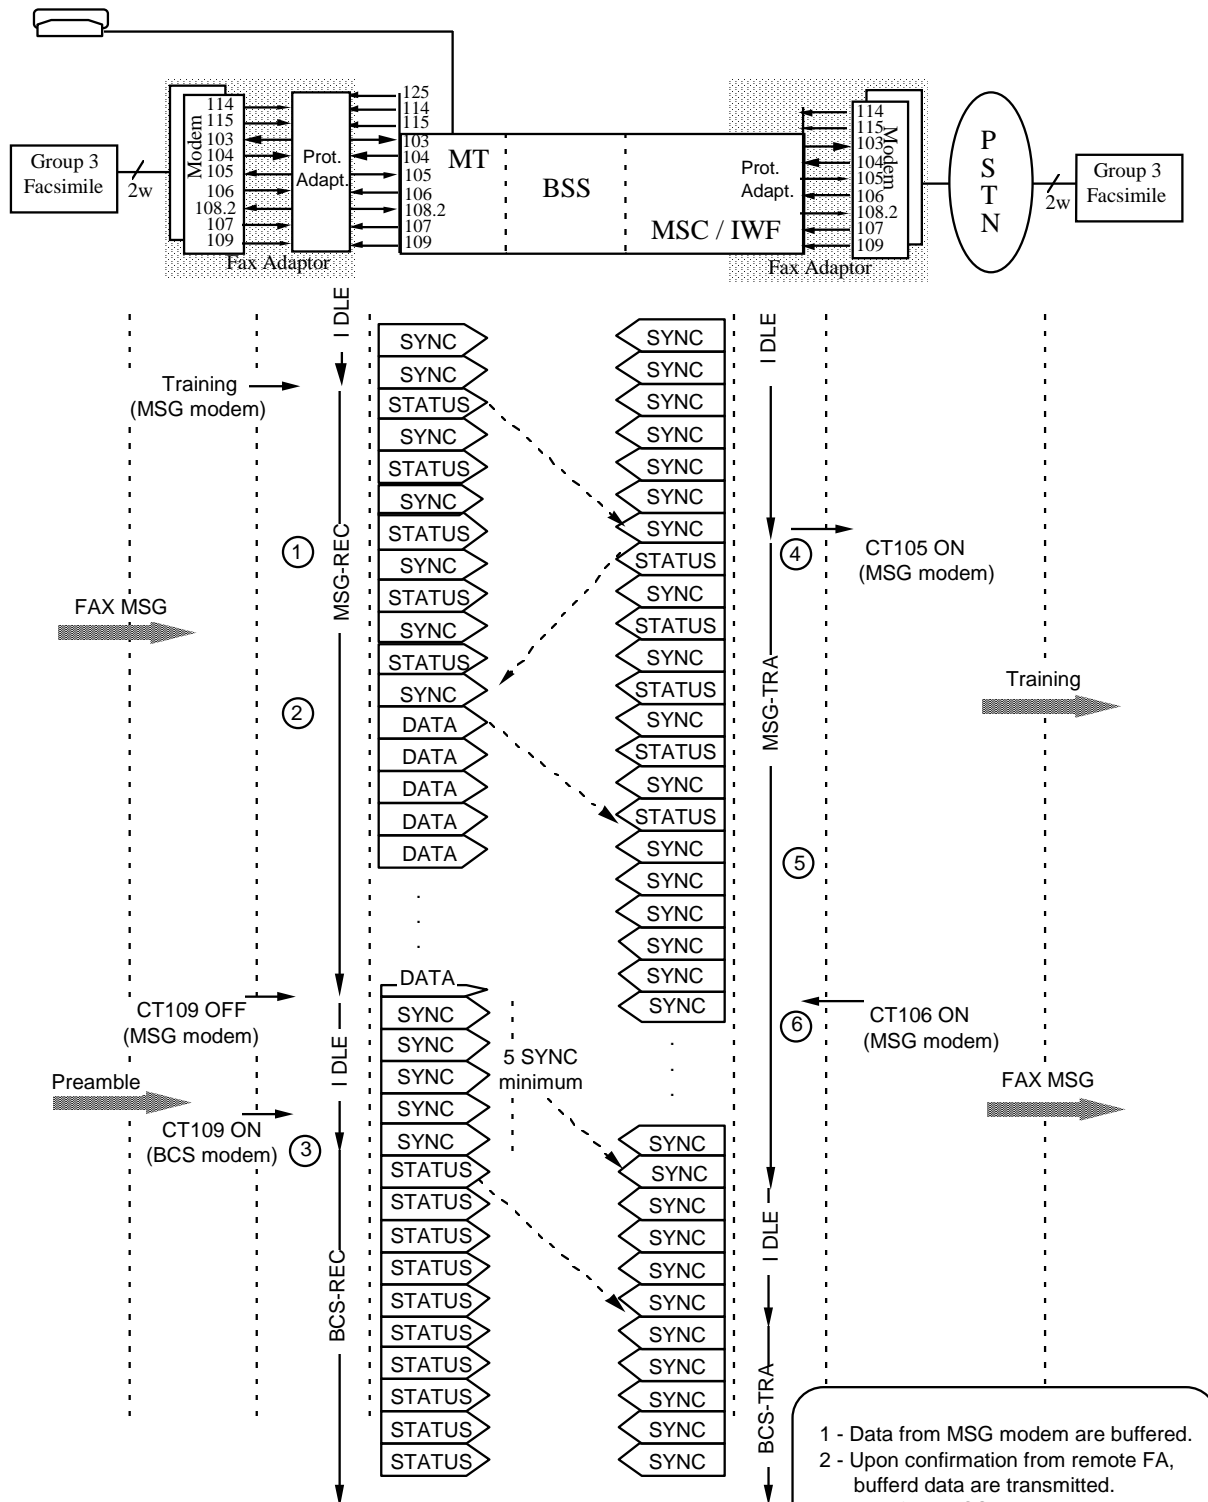 125
114
115
103
104
105
106
108.2
107
109
Modem
114
115
103
104
105
106
108.2
107
109
Prot.
Adapt.
Fax Adaptor
Group 3
Facsimile
2w
MT
BSS
MSC / IWF
Prot.
Adapt.
114
115
103
104
105
106
108.2
107
109
Modem
Fax Adaptor
P
S
T
N
2w
Group 3
Facsimile
I DLE
MSG-REC
I DLE
BCS-REC
Training
(MSG modem)
1
FAX MSG
2
CT109 OFF
(MSG modem)
Preamble
CT109 ON
(BCS modem)
3
SYNC
SYNC
STATUS
SYNC
STATUS
SYNC
STATUS
SYNC
STATUS
SYNC
STATUS
SYNC
DATA
DATA
DATA
DATA
DATA
.
.
.
DATA
SYNC
SYNC
SYNC
SYNC
SYNC
STATUS
STATUS
STATUS
STATUS
STATUS
STATUS
STATUS
STATUS
STATUS
STATUS
5 SYNC
minimum
SYNC
SYNC
SYNC
SYNC
SYNC
SYNC
SYNC
STATUS
SYNC
STATUS
SYNC
STATUS
SYNC
STATUS
SYNC
STATUS
SYNC
SYNC
SYNC
SYNC
SYNC
SYNC
.
.
.
SYNC
SYNC
SYNC
SYNC
SYNC
SYNC
SYNC
SYNC
SYNC
SYNC
SYNC
I DLE
MSG-TRA
I DLE
BCS-TRA
4
CT105 ON
(MSG modem)
Training
5
6
CT106 ON
(MSG modem)
FAX MSG
1 - Data from MSG modem are buffered.
2 - Upon confirmation from remote FA,
bufferd data are transmitted.